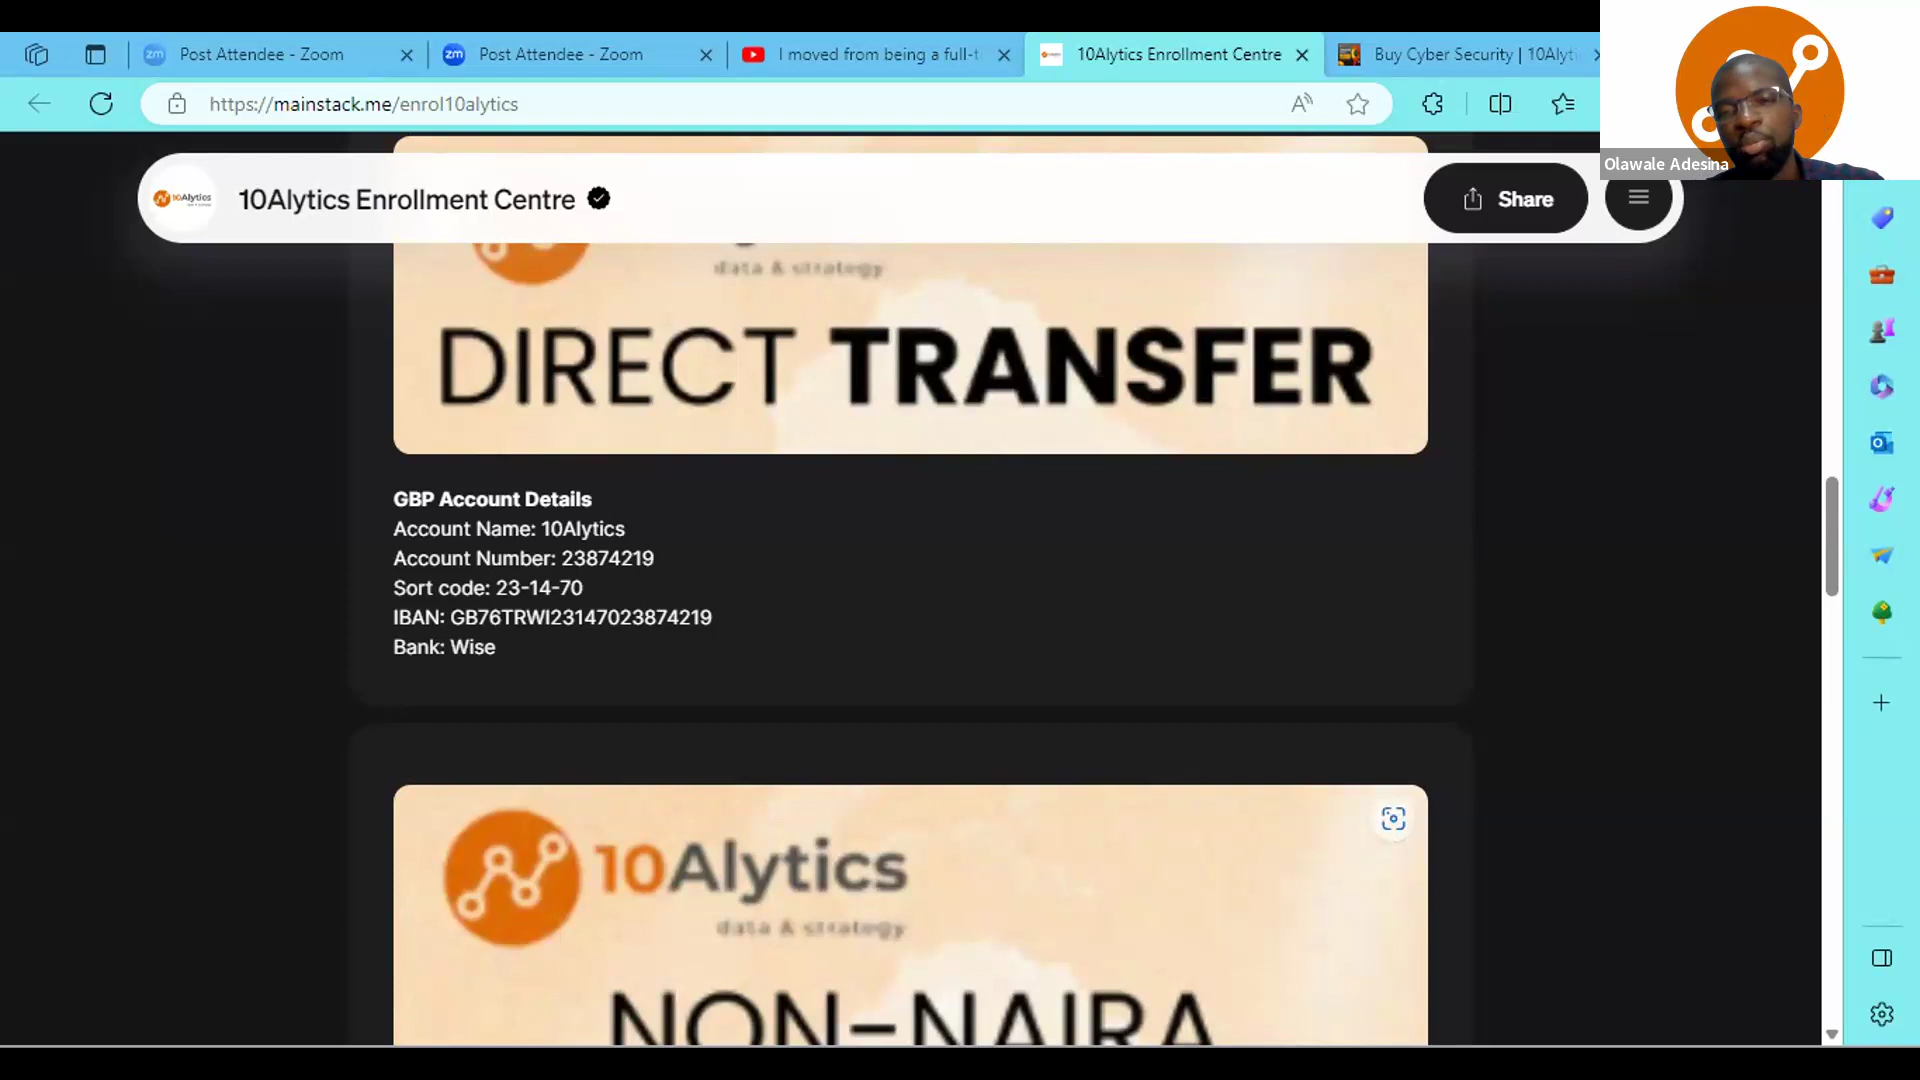 Post Attendee - Zoom
Post Attendee - Zoom
I moved from being a full-t
10Alytics Enrollment Centre
Buy Cyber Security | 10Alyti
https://mainstack.me/enrol10alytics
Olawale Adesina
10Alytics
10Alytics Enrollment Centre
Share
data & strategy
DIRECT TRANSFER
GBP Account Details
Account Name: 10Alytics
Account Number: 23874219
Sort code: 23-14-70
IBAN: GB76TRWI23147023874219
Bank: Wise
10Alytics
data & strategy
NON-NAIRA